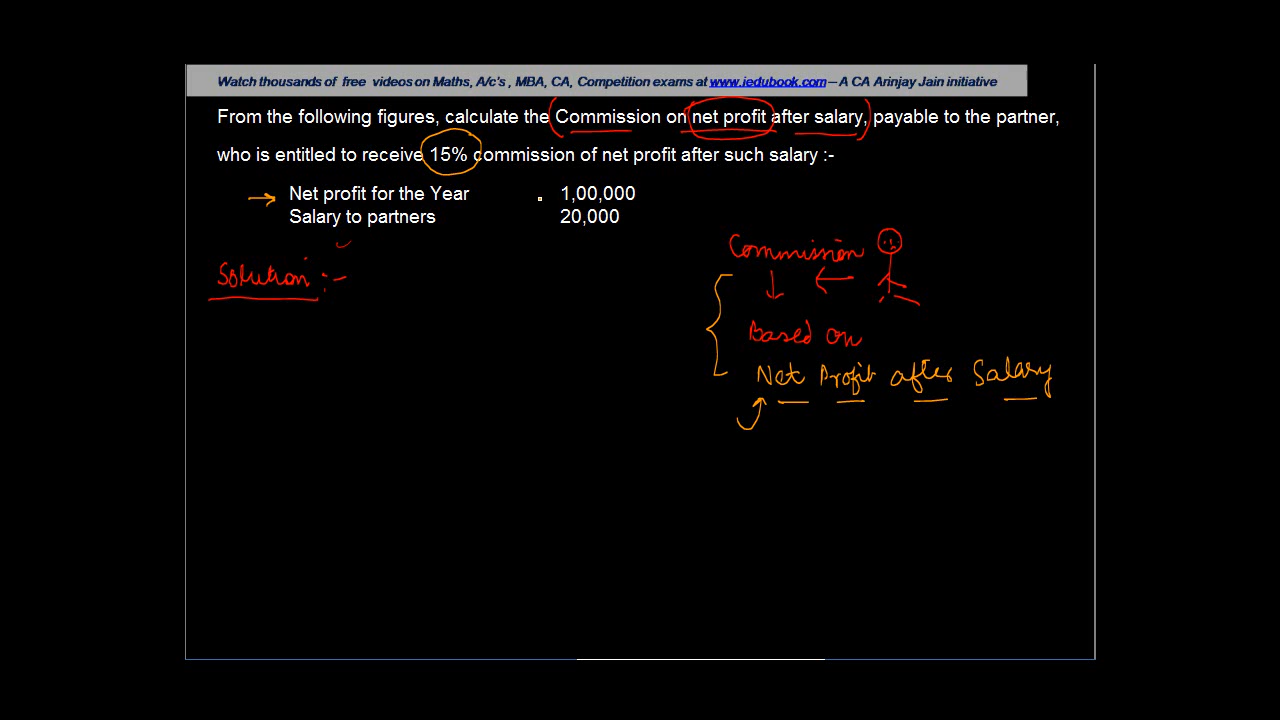 Watch thousands of free videos on Maths, A/c's , MBA, CA, Competition exams at www.iedubook.com – A CA Arinjay Jain initiative
From the following figures, calculate the Commission on net profit after salary, payable to the partner,
who is entitled to receive 15% commission of net profit after such salary :-
Net profit for the Year 1,00,000
Salary to partners 20,000
Solution :-
Commission
Based on
Net Profit after Salary